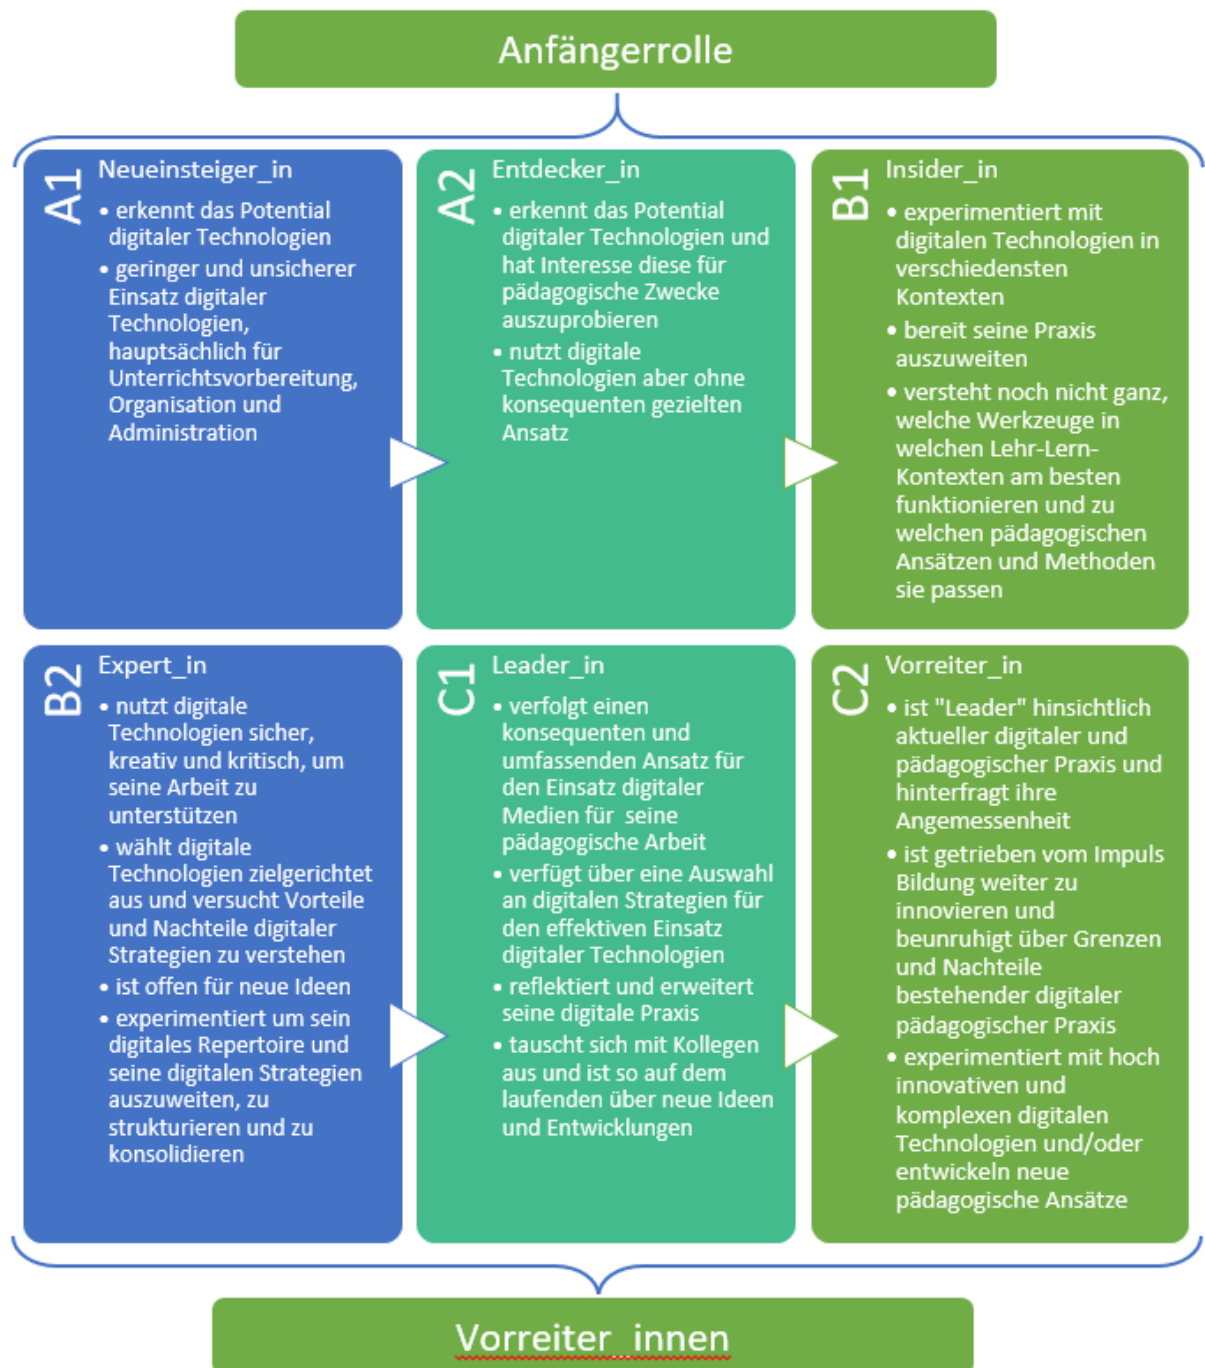 Anfängerrolle
A1
Neueinsteiger_in
• erkennt das Potential
digitaler Technologien
• geringer und unsicherer
Einsatz digitaler
Technologien,
hauptsächlich für
Unterrichtsvorbereitung,
Organisation und
Administration
A2
Entdecker_in
• erkennt das Potential
digitaler Technologien und
hat Interesse diese für
pädagogische Zwecke
auszuprobieren
• nutzt digitale
Technologien aber ohne
konsequenten gezielten
Ansatz
B1
Insider_in
• experimentiert mit
digitalen Technologien in
verschiedensten
Kontexten
• bereit seine Praxis
auszuweiten
• versteht noch nicht ganz,
welche Werkzeuge in
welchen Lehr-Lern-
Kontexten am besten
funktionieren und zu
welchen pädagogischen
Ansätzen und Methoden
sie passen
B2
Expert_in
• nutzt digitale
Technologien sicher,
kreativ und kritisch, um
seine Arbeit zu
unterstützen
• wählt digitale
Technologien zielgerichtet
aus und versucht Vorteile
und Nachteile digitaler
Strategien zu verstehen
• ist offen für neue Ideen
• experimentiert um sein
digitales Repertoire und
seine digitalen Strategien
auszuweiten, zu
strukturieren und zu
konsolidieren
C1
Leader_in
• verfolgt einen
konsequenten und
umfassenden Ansatz für
den Einsatz digitaler
Medien für seine
pädagogische Arbeit
• verfügt über eine Auswahl
an digitalen Strategien für
den effektiven Einsatz
digitaler Technologien
• reflektiert und erweitert
seine digitale Praxis
• tauscht sich mit Kollegen
aus und ist so auf dem
laufenden über neue Ideen
und Entwicklungen
C2
Vorreiter_in
• ist "Leader" hinsichtlich
aktueller digitaler und
pädagogischer Praxis und
hinterfragt ihre
Angemessenheit
• ist getrieben vom Impuls
Bildung weiter zu
innovieren und
beunruhigt über Grenzen
und Nachteile
bestehender digitaler
pädagogischer Praxis
• experimentiert mit hoch
innovativen und
komplexen digitalen
Technologien und/oder
entwickeln neue
pädagogische Ansätze
Vorreiter_innen